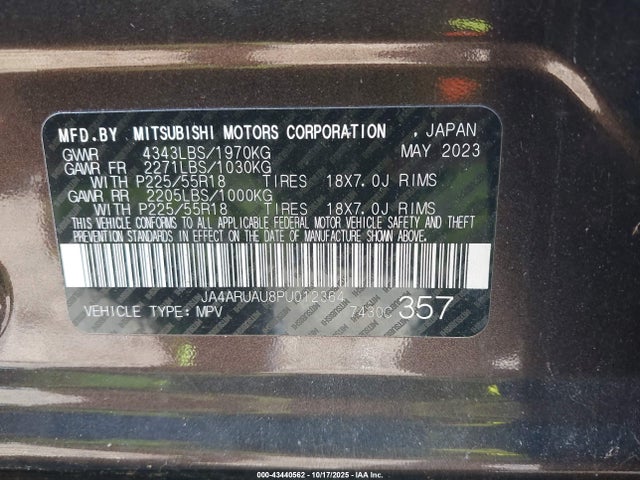 MFD.BY MITSUBISHI MOTORS CORPORATION , JAPAN
GVWR 4343LBS/1970KG MAY 2023
GAWR FR 2271LBS/1030KG
WITH P225/55R18 TIRES 18X7.0J RIMS
GAWR RR 2205LBS/1000KG
WITH P225/55R18 TIRES 18X7.0J RIMS
THIS VEHICLE CONFORMS TO ALL APPLICABLE FEDERAL MOTOR VEHICLE SAFETY AND THEFT
PREVENTION STANDARDS IN EFFECT ON THE DATE OF MANUFACTURE SHOWN ABOVE.
JA4ARUAU8PU012364
VEHICLE TYPE: MPV 7430C 357
000-43440562 - 10/17/2025 - IAA Inc.